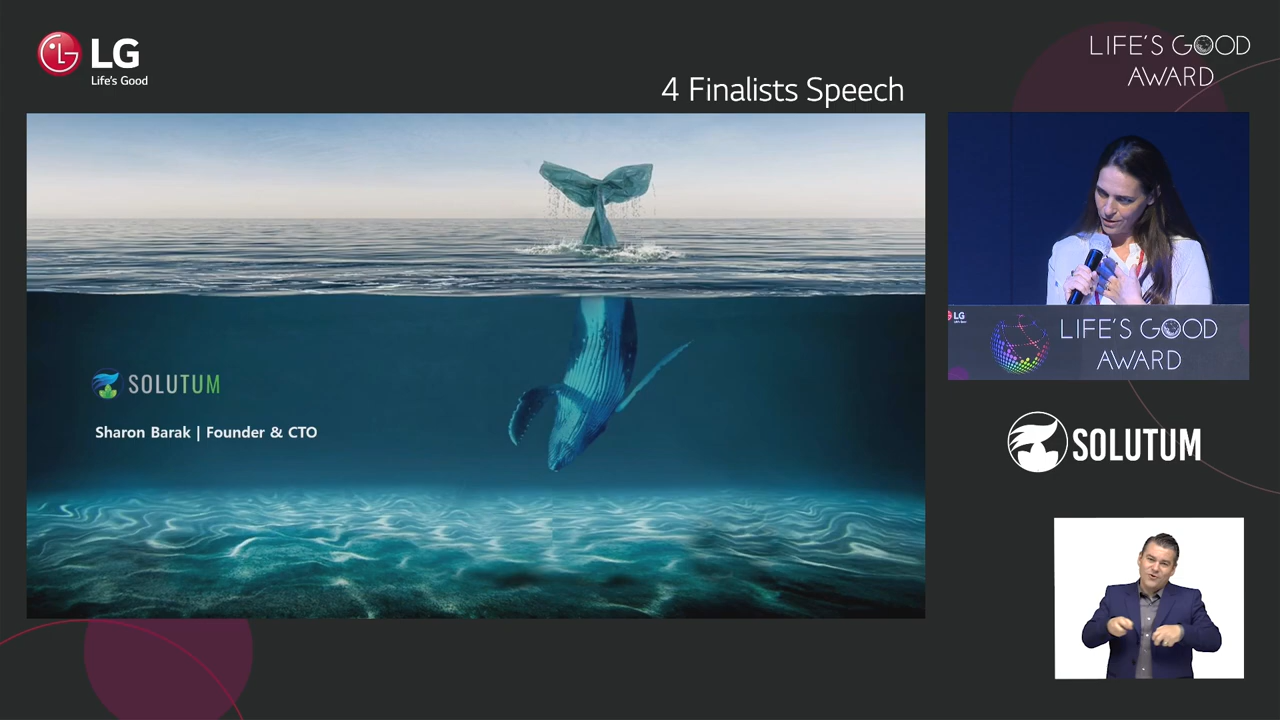 LG
Life's Good
LIFE'S GOOD
AWARD
4 Finalists Speech
SOLUTUM
Sharon Barak | Founder & CTO
LG
LIFE'S GOOD
AWARD
SOLUTUM